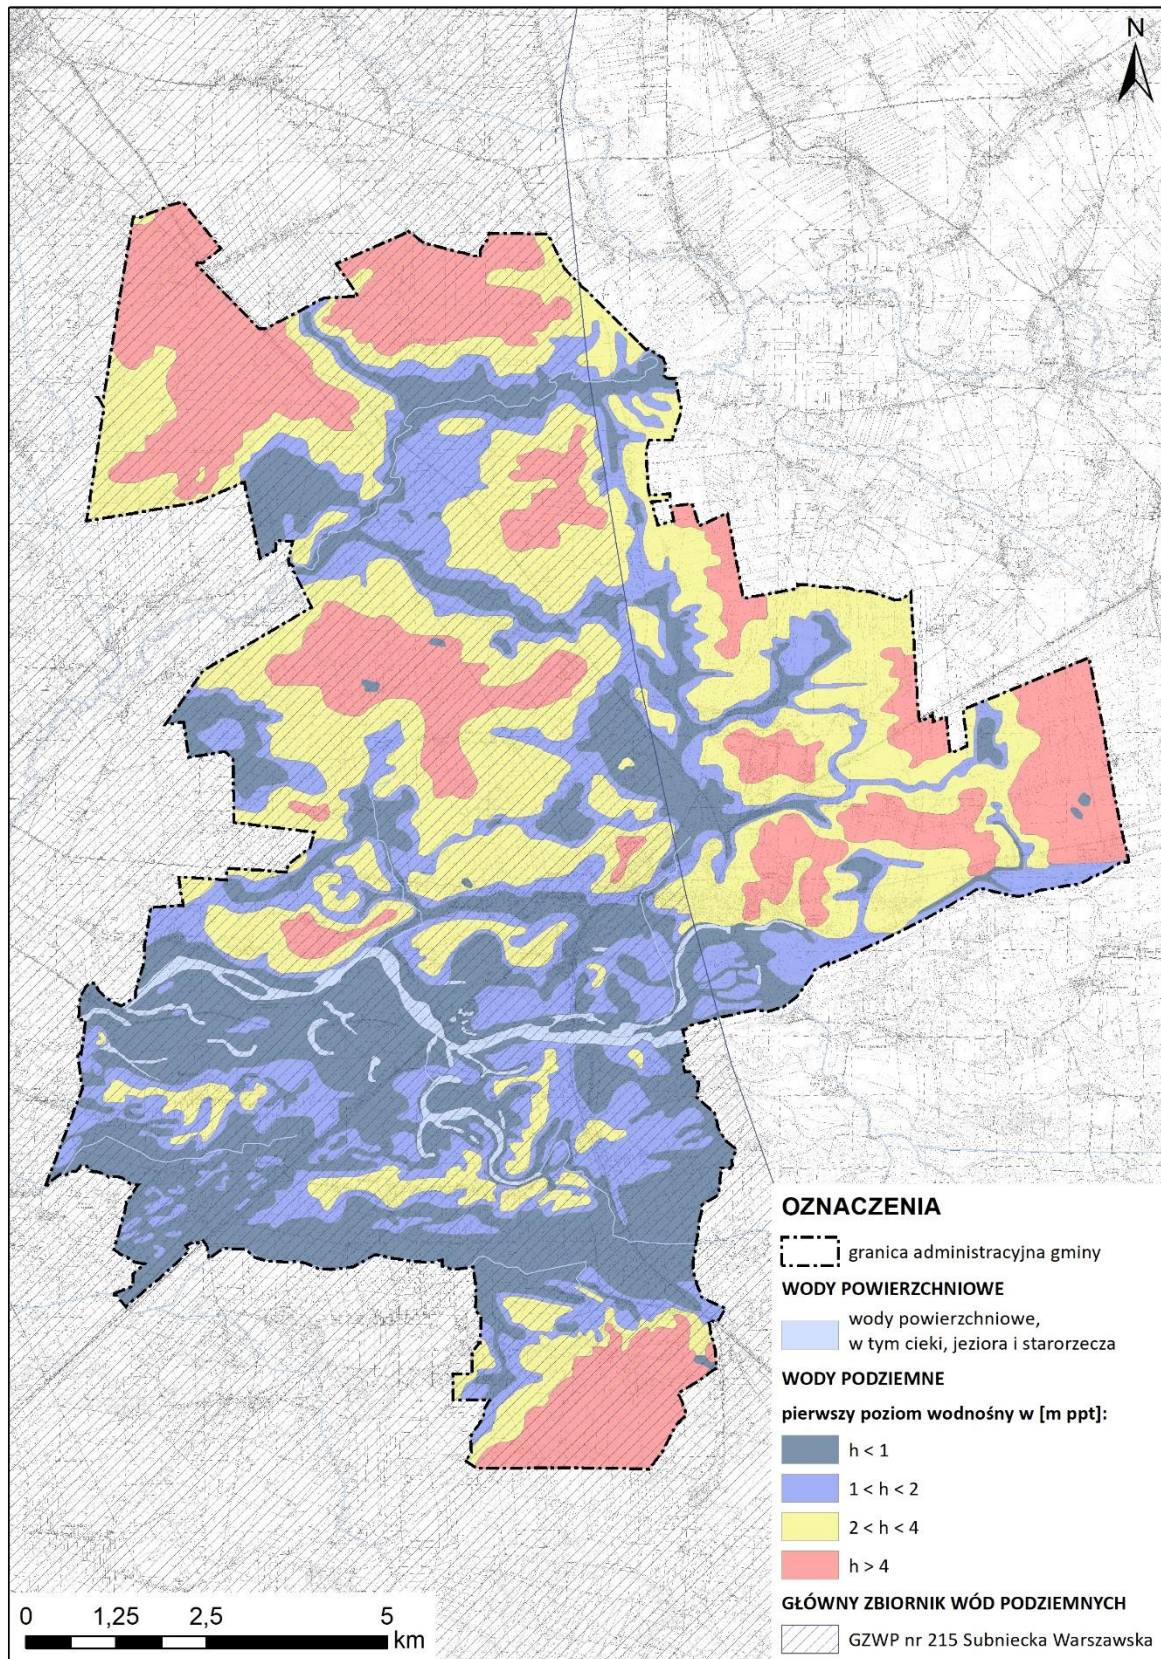 N
OZNACZENIA
granica administracyjna gminy
WODY POWIERZCHNIOWE
wody powierzchniowe,
w tym cieki, jeziora i starorzecza
WODY PODZIEMNE
pierwszy poziom wodnośny w [m ppt]:
h < 1
1 < h < 2
2 < h < 4
h > 4
GŁÓWNY ZBIORNIK WÓD PODZIEMNYCH
GZWP nr 215 Subniecka Warszawska
0 1,25 2,5 5
km